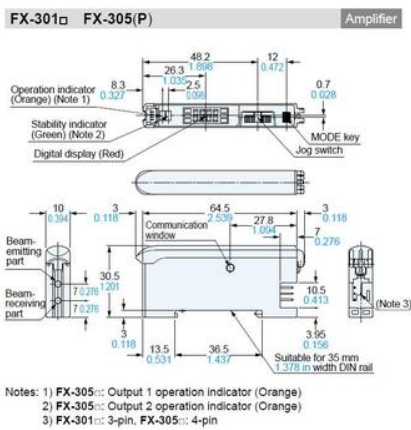 FX-301□ FX-305(P)
Amplifier
48.2
1.898
12
0.472
26.3
1.035
8.3
0.327
2.5
0.098
0.7
0.028
Operation indicator
(Orange) (Note 1)
Stability indicator
(Green) (Note 2)
Digital display (Red)
MODE key
Jog switch
10
0.394
3
0.118
64.5
2.539
3
0.118
27.8
1.094
7
0.276
Communication
window
Beam-
emitting
part
Beam-
receiving
part
7 0.276
7 0.276
30.5
1.201
10.5
0.413
(Note 3)
3
0.118
3.95
0.156
13.5
0.531
36.5
1.437
Suitable for 35 mm
1.378 in width DIN rail
Notes: 1) FX-305□: Output 1 operation indicator (Orange)
2) FX-305□: Output 2 operation indicator (Orange)
3) FX-301□: 3-pin, FX-305□: 4-pin